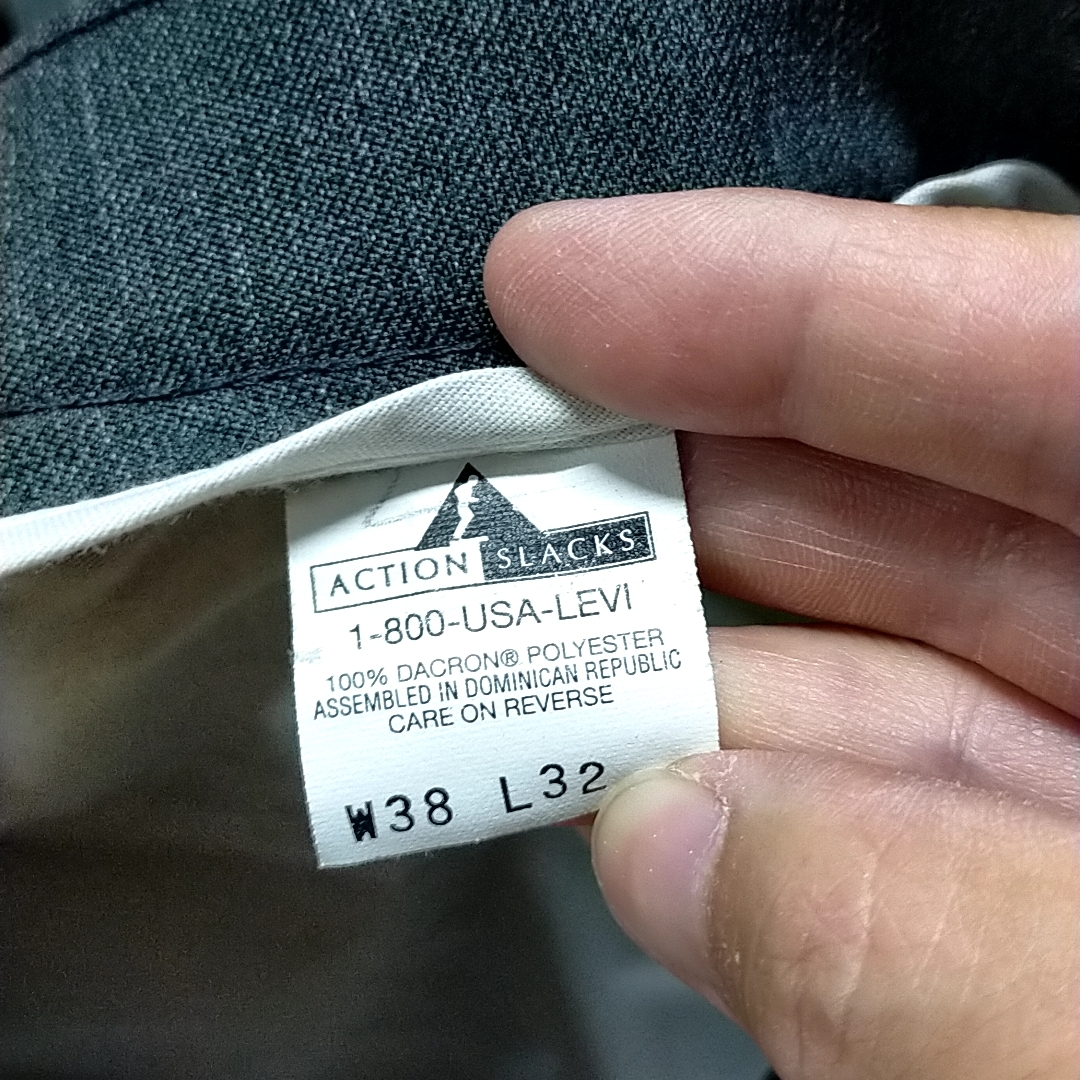 ACTION SLACKS
1-800-USA-LEVI
100% DACRON® POLYESTER
ASSEMBLED IN DOMINICAN REPUBLIC
CARE ON REVERSE
W38 L32